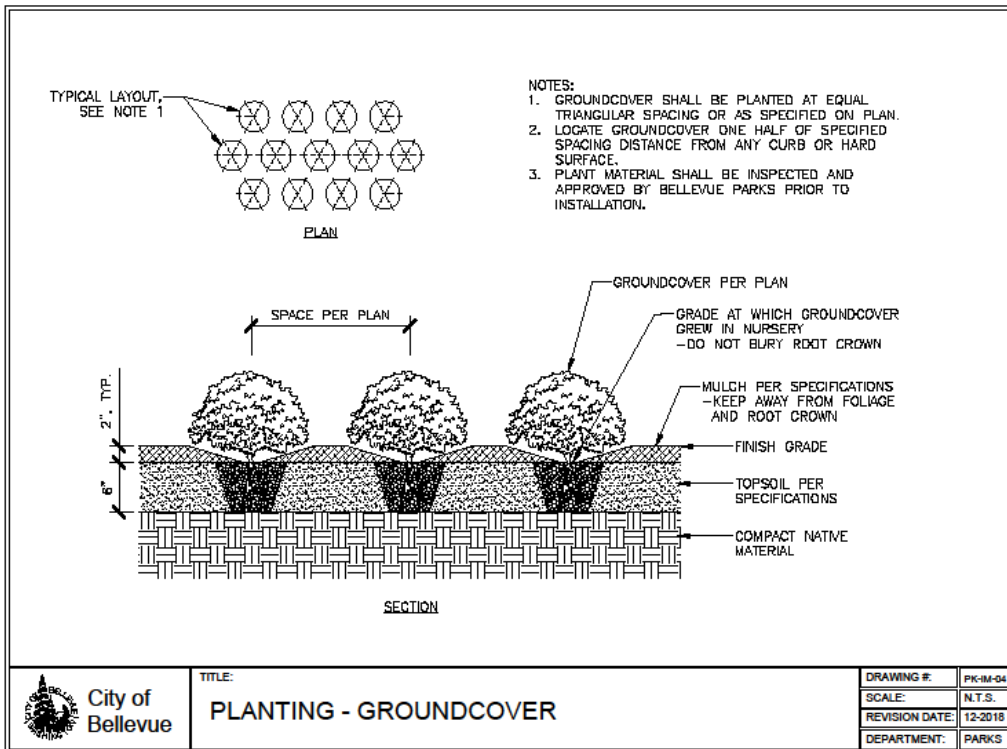 TYPICAL LAYOUT,
SEE NOTE 1
PLAN
NOTES:
1. GROUNDCOVER SHALL BE PLANTED AT EQUAL
TRIANGULAR SPACING OR AS SPECIFIED ON PLAN.
2. LOCATE GROUNDCOVER ONE HALF OF SPECIFIED
SPACING DISTANCE FROM ANY CURB OR HARD
SURFACE.
3. PLANT MATERIAL SHALL BE INSPECTED AND
APPROVED BY BELLEVUE PARKS PRIOR TO
INSTALLATION.
SPACE PER PLAN
GROUNDCOVER PER PLAN
GRADE AT WHICH GROUNDCOVER
GREW IN NURSERY
-DO NOT BURY ROOT CROWN
2". TYP.
MULCH PER SPECIFICATIONS
-KEEP AWAY FROM FOLIAGE
AND ROOT CROWN
FINISH GRADE
6"
TOPSOIL PER
SPECIFICATIONS
COMPACT NATIVE
MATERIAL
SECTION
City of
Bellevue
TITLE:
PLANTING - GROUNDCOVER
DRAWING #: PK-IM-04
SCALE: N.T.S.
REVISION DATE: 12-2018
DEPARTMENT: PARKS